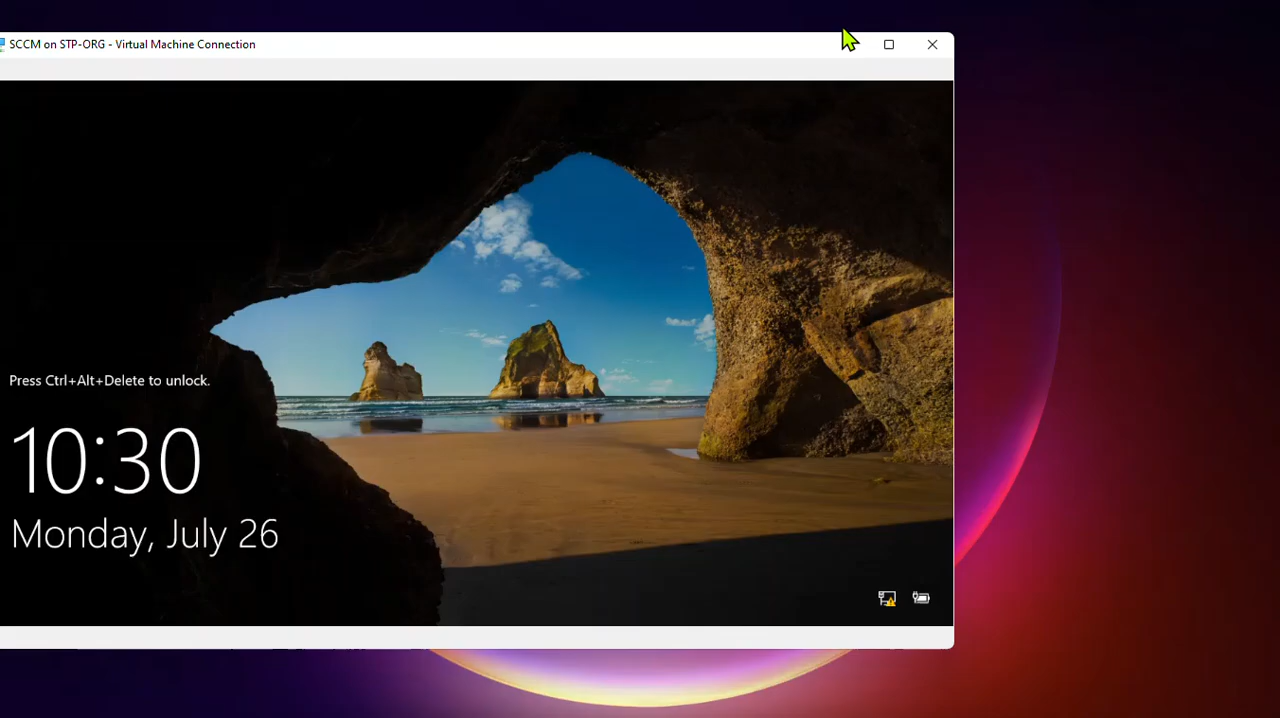 SCCM on STP-ORG - Virtual Machine Connection
Press Ctrl+Alt+Delete to unlock.
10:30
Monday, July 26